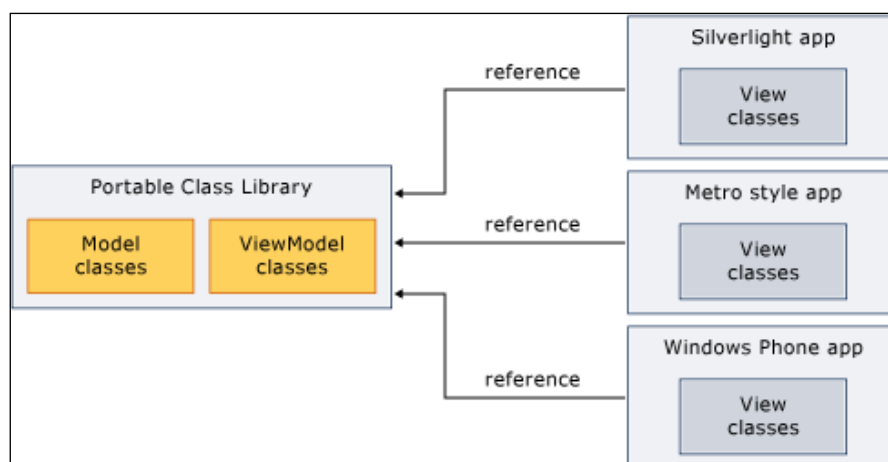 Silverlight app
reference
View
classes
Portable Class Library
Model
classes
ViewModel
classes
Metro style app
reference
View
classes
Windows Phone app
reference
View
classes